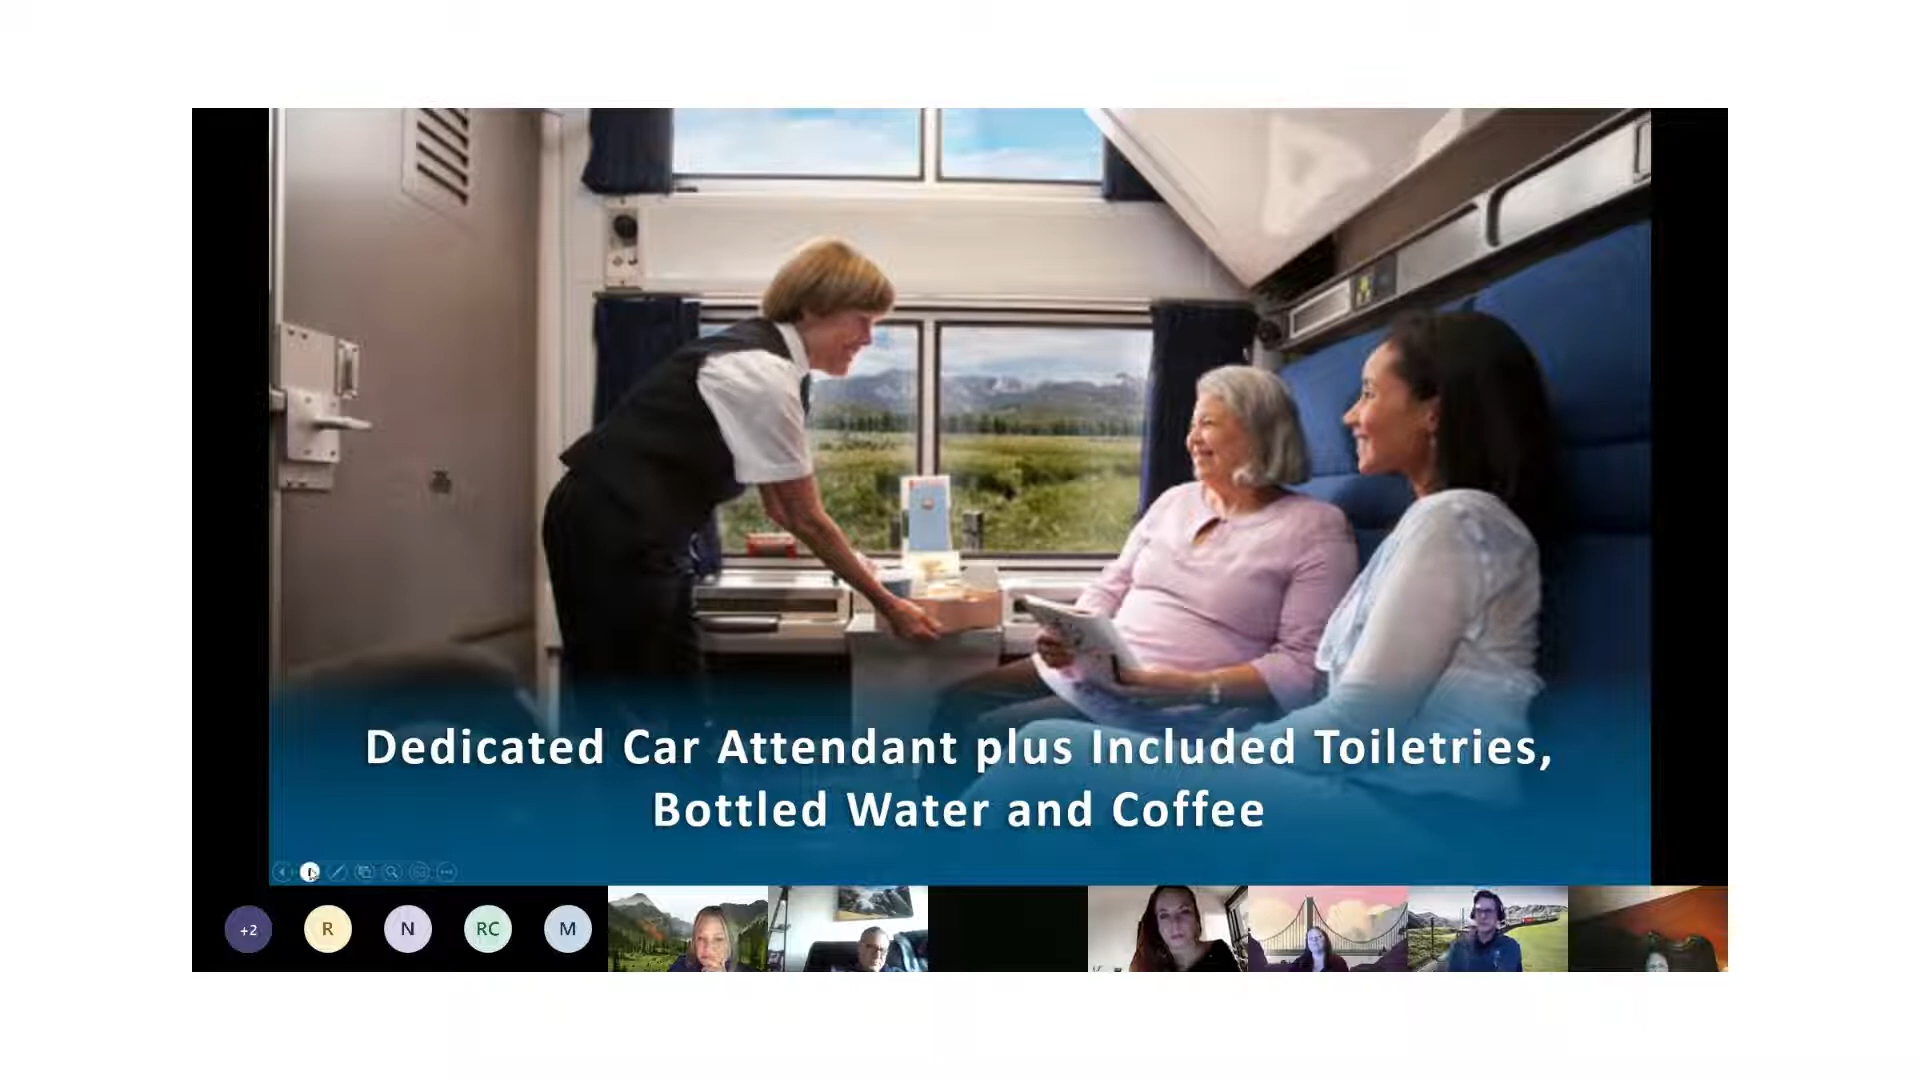 Dedicated Car Attendant plus Included Toiletries,
Bottled Water and Coffee
+2
R
N
RC
M